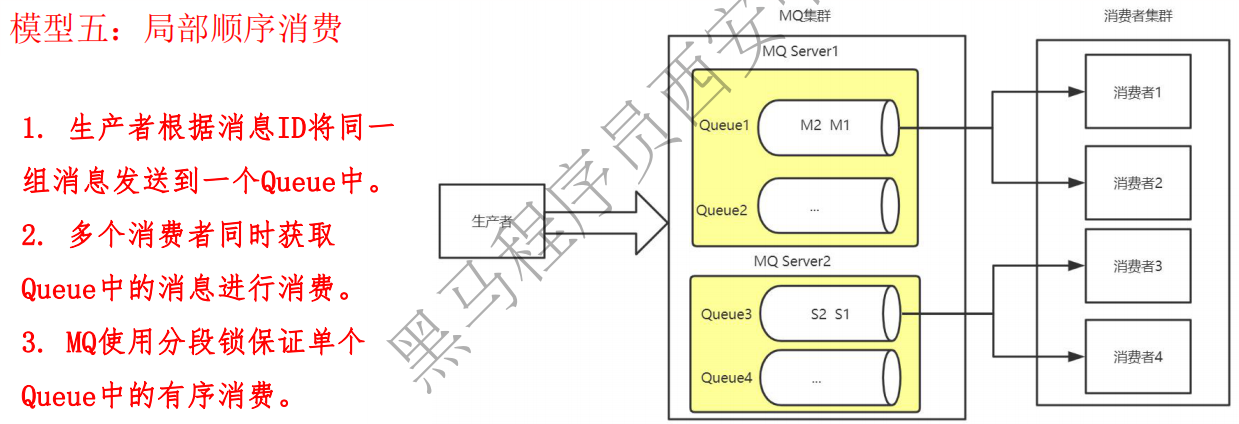 模型五：局部顺序消费
1. 生产者根据消息ID将同一
组消息发送到一个Queue中。
2. 多个消费者同时获取
Queue中的消息进行消费。
3. MQ使用分段锁保证单个
Queue中的有序消费。
生产者
MQ集群
MQ Server1
Queue1
M2 M1
Queue2
...
MQ Server2
Queue3
S2 S1
Queue4
...
消费者集群
消费者1
消费者2
消费者3
消费者4
黑马程序员西安